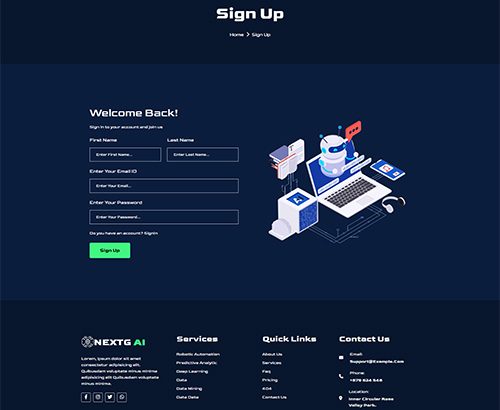 Sign Up
Home > Sign Up
Welcome Back!
Sign in to your account and join us
First Name
Last Name
Enter First Name...
Enter Last Name...
Enter Your Email ID
Enter Your Email...
Enter Your Password
Enter Your Password...
Do you have an account? Signin
Sign Up
NEXTG AI
Lorem, ipsum dolor sit amet
consectetur adipisicing elit.
Quibusdam voluptate minus minima
adipisicing elit Quibusdam voluptate
minus minima.
Services
Robotic Automation
Predictive Analytic
Deep Learning
Data
Data Mining
Data Data
Quick Links
About Us
Services
Faq
Pricing
404
Contact Us
Contact Us
Email:
Support@Example.Com
Phone:
Location:
Inner Circular Rose
Valley Park,